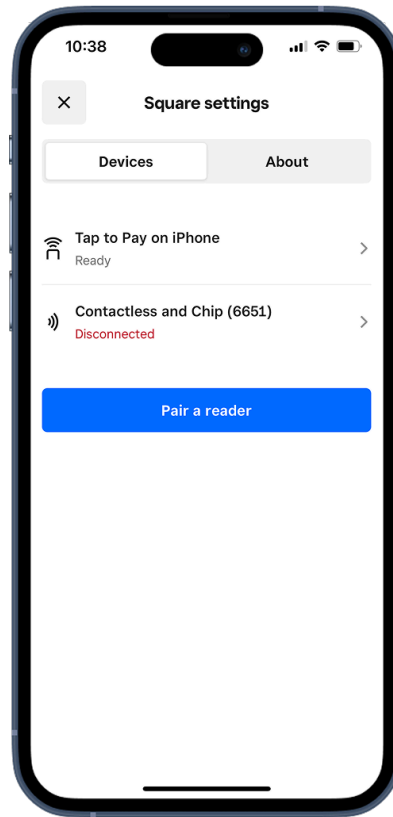 10:38
Square settings
Devices
About
Tap to Pay on iPhone
Ready
Contactless and Chip (6651)
Disconnected
Pair a reader